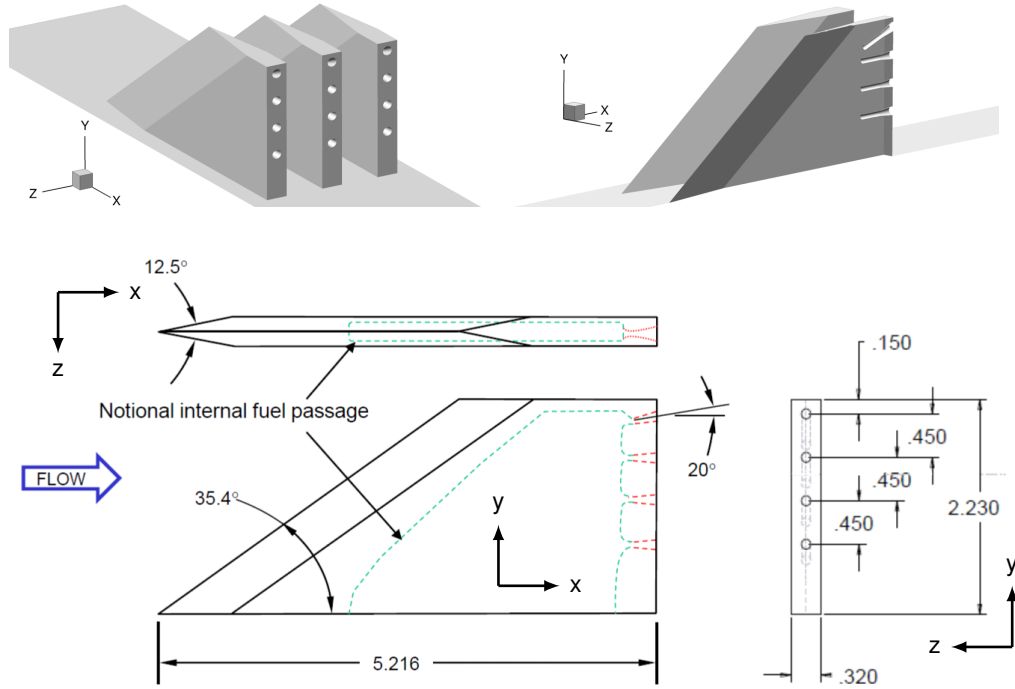 Y
Z
X
Y
X
Z
12.5°
x
z
Notional internal fuel passage
FLOW
35.4°
y
x
20°
5.216
.150
.450
.450
.450
2.230
y
z
.320